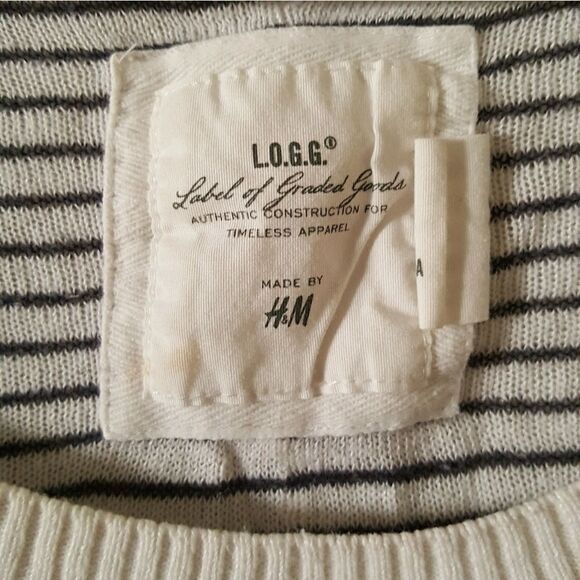 L.O.G.G.®
Label of Graded Goods
AUTHENTIC CONSTRUCTION FOR
TIMELESS APPAREL
MADE BY
H&M
A